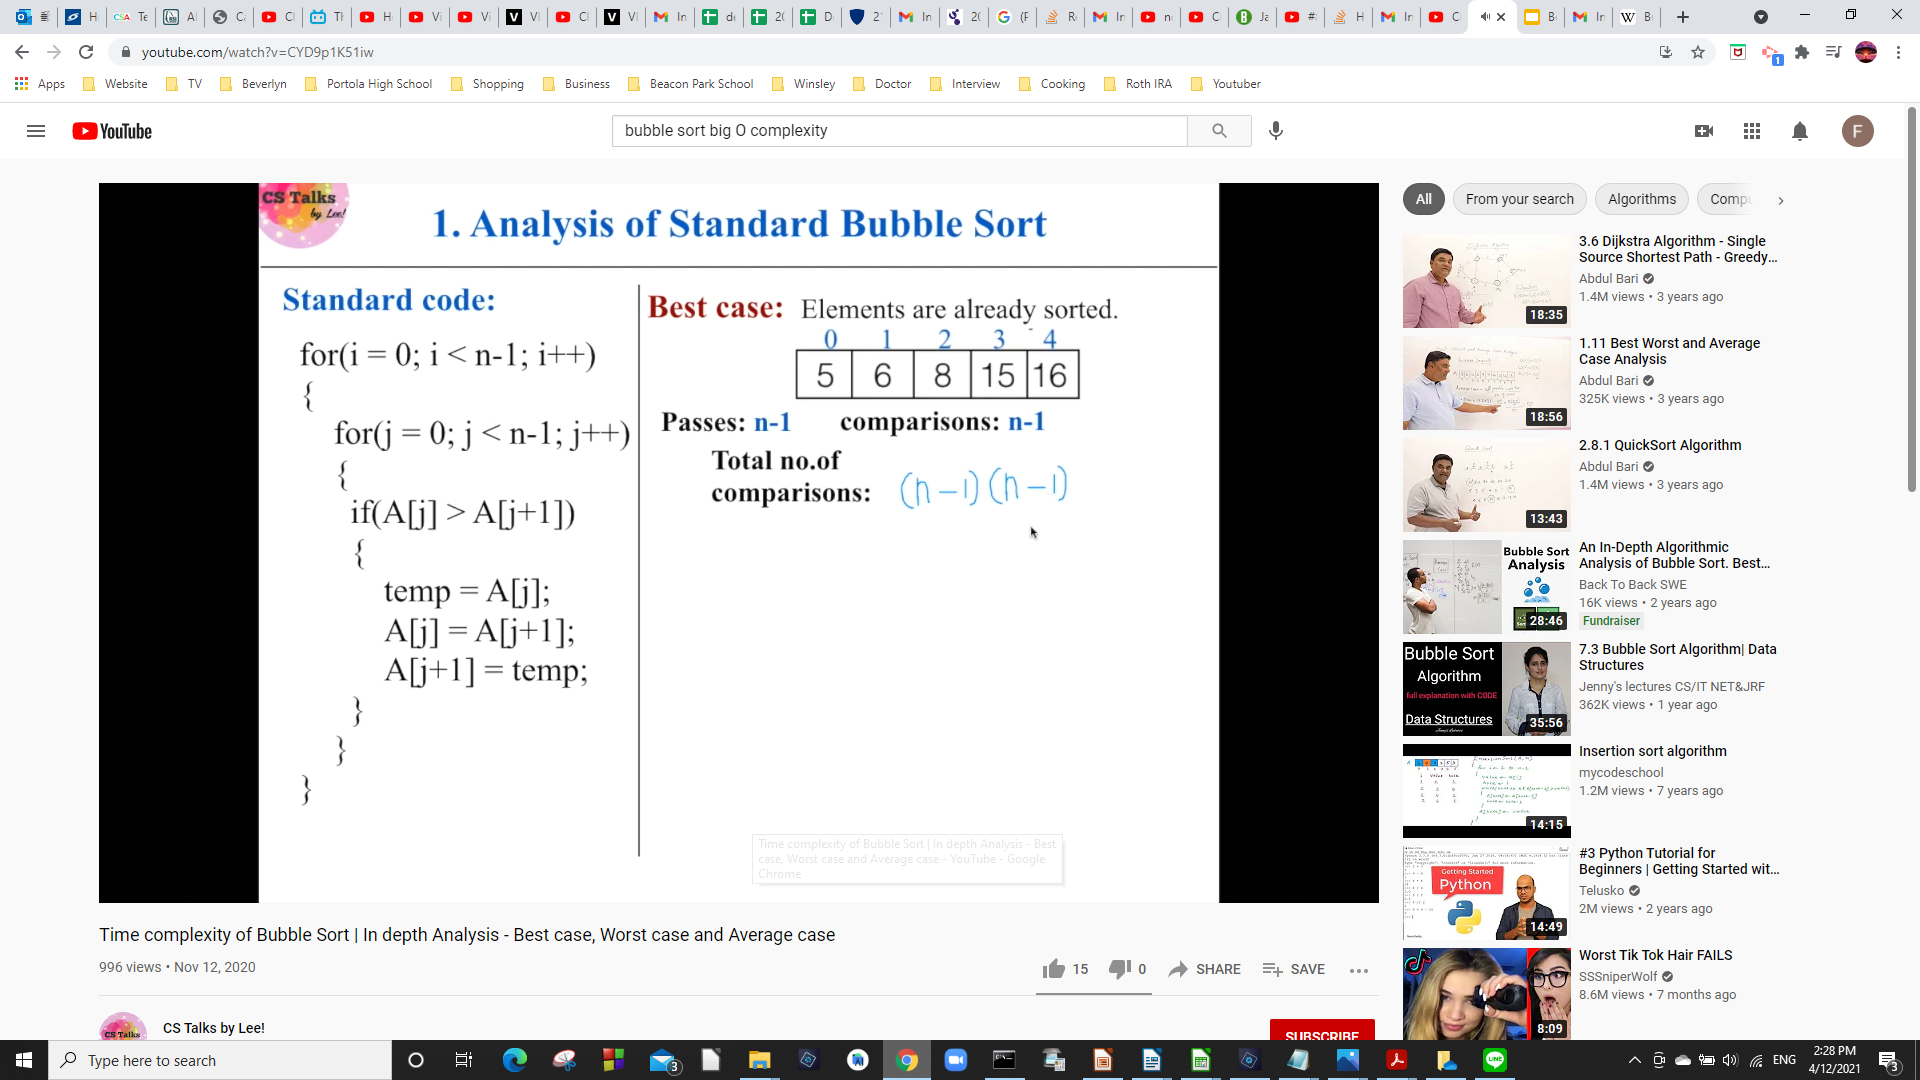 youtube.com/watch?v=CYD9p1K51iw
1
Apps Website TV Beverlyn Portola High School Shopping Business Beacon Park School Winsley Doctor Interview Cooking Roth IRA Youtuber
YouTube
bubble sort big O complexity
F
CS Talks
by Lee!
1. Analysis of Standard Bubble Sort
Standard code:
for(i = 0; i < n-1; i++)
{
for(j = 0; j < n-1; j++)
{
if(A[j] > A[j+1])
{
temp = A[j];
A[j] = A[j+1];
A[j+1] = temp;
}
}
}
Best case: Elements are already sorted.
0 1 2 3 4
5 6 8 15 16
Passes: n-1 comparisons: n-1
Total no.of
comparisons: (n-1)(n-1)
Time complexity of Bubble Sort | In depth Analysis - Best
case, Worst case and Average case - YouTube - Google
Chrome
Time complexity of Bubble Sort | In depth Analysis - Best case, Worst case and Average case
996 views • Nov 12, 2020
15 0 SHARE SAVE
CS Talks
CS Talks by Lee!
SUBSCRIBE
All From your search Algorithms Compu
3.6 Dijkstra Algorithm - Single
Source Shortest Path - Greedy...
Abdul Bari
1.4M views • 3 years ago
18:35
1.11 Best Worst and Average
Case Analysis
Abdul Bari
325K views • 3 years ago
18:56
2.8.1 QuickSort Algorithm
Abdul Bari
1.4M views • 3 years ago
13:43
Bubble Sort
Analysis
28:46
An In-Depth Algorithmic
Analysis of Bubble Sort. Best...
Back To Back SWE
16K views • 2 years ago
Fundraiser
Bubble Sort
Algorithm
full explanation with CODE
Data Structures
35:56
7.3 Bubble Sort Algorithm| Data
Structures
Jenny's lectures CS/IT NET&JRF
362K views • 1 year ago
Insertion sort algorithm
mycodeschool
1.2M views • 7 years ago
14:15
Getting Started
Python
14:49
#3 Python Tutorial for
Beginners | Getting Started wit...
Telusko
2M views • 2 years ago
Worst Tik Tok Hair FAILS
SSSniperWolf
8.6M views • 7 months ago
8:09
Type here to search
3
ENG
2:28 PM
4/12/2021
3